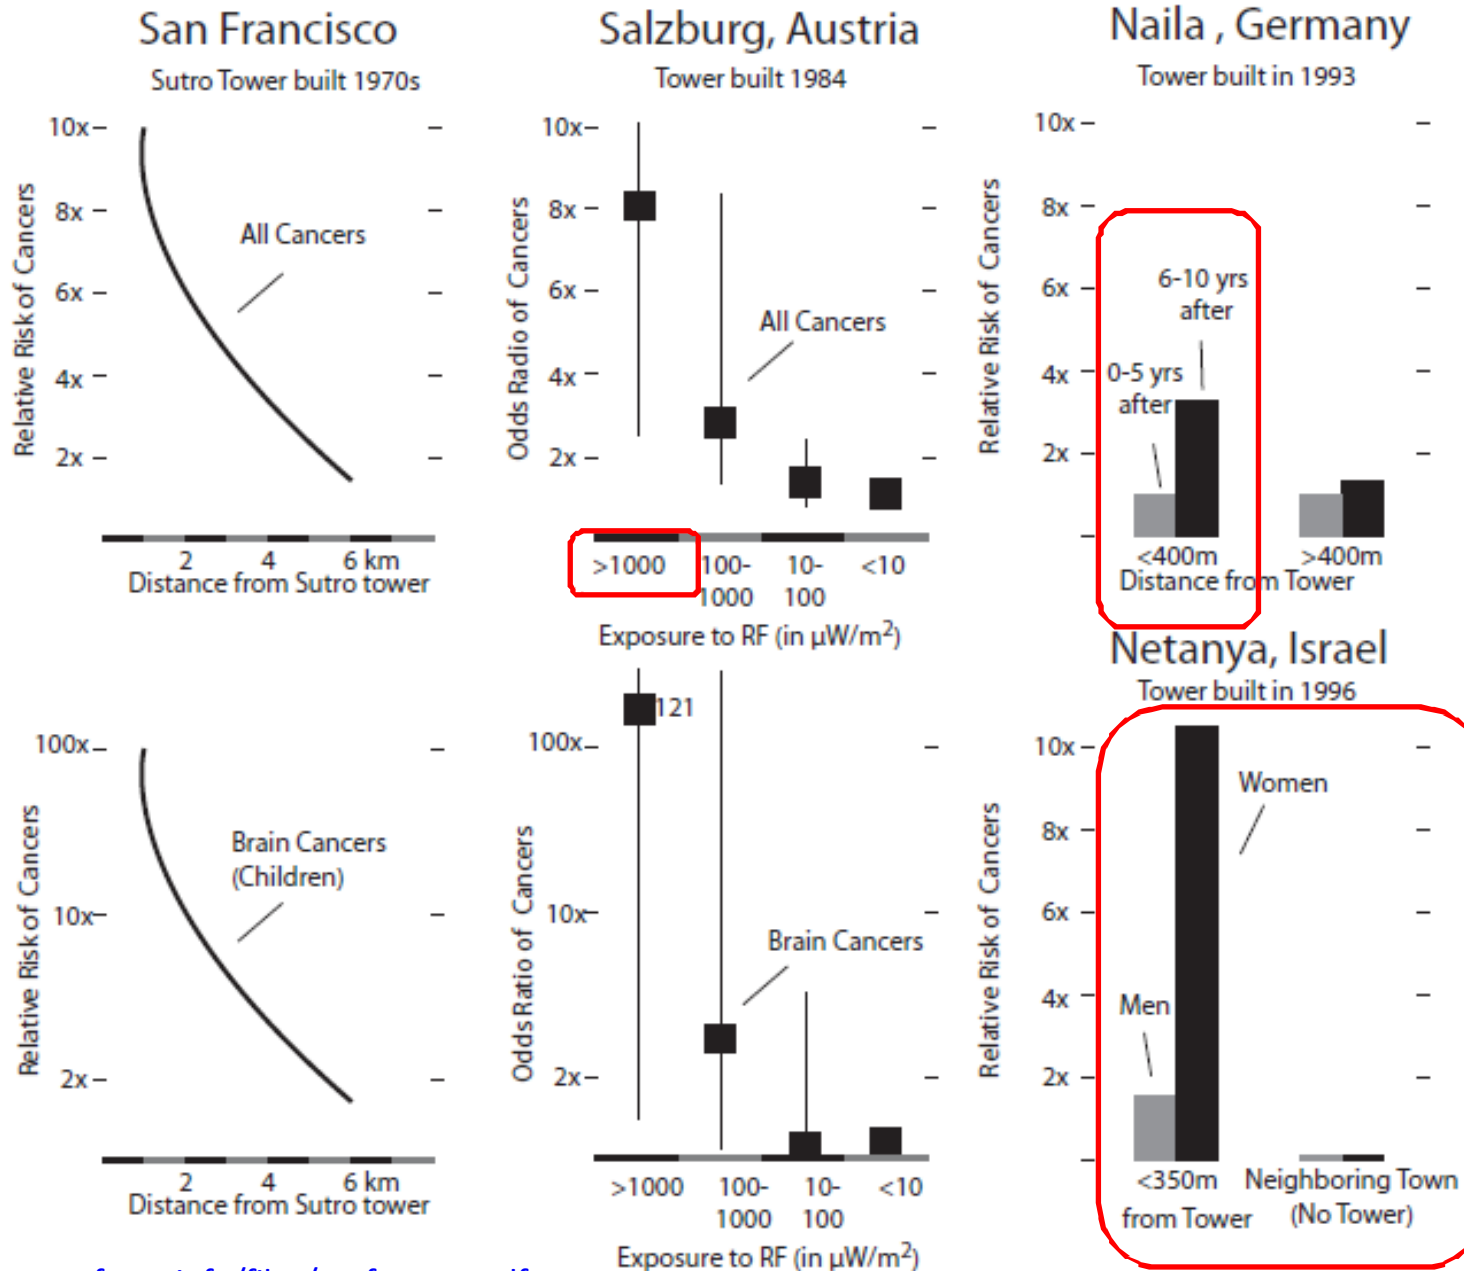 San Francisco
Sutro Tower built 1970s
Relative Risk of Cancers
10x
8x
6x
4x
2x
All Cancers
2 4 6 km
Distance from Sutro tower
Salzburg, Austria
Tower built 1984
Odds Radio of Cancers
10x
8x
6x
4x
2x
All Cancers
>1000 100- 10- <10
1000 100
Exposure to RF (in µW/m²)
Naila , Germany
Tower built in 1993
Relative Risk of Cancers
10x
8x
6x
4x
2x
6-10 yrs
after
0-5 yrs
after
<400m >400m
Distance from Tower
Relative Risk of Cancers
100x
10x
2x
Brain Cancers
(Children)
2 4 6 km
Distance from Sutro tower
Odds Ratio of Cancers
100x
10x
2x
121
Brain Cancers
>1000 100- 10- <10
1000 100
Exposure to RF (in µW/m²)
Netanya, Israel
Tower built in 1996
Relative Risk of Cancers
10x
8x
6x
4x
2x
Women
Men
<350m Neighboring Town
from Tower (No Tower)